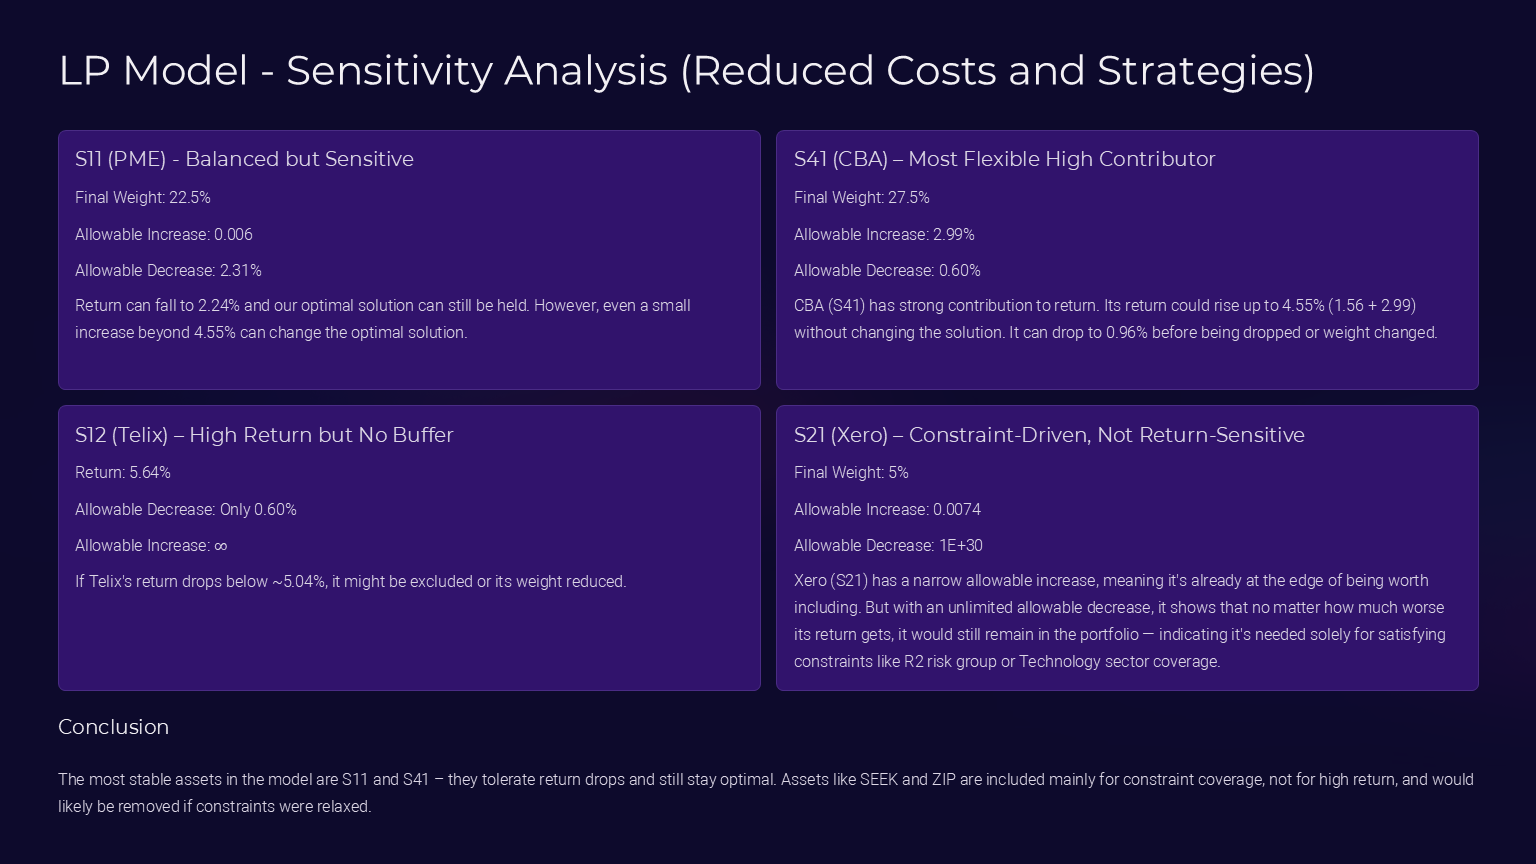 LP Model - Sensitivity Analysis (Reduced Costs and Strategies)
S11 (PME) - Balanced but Sensitive
Final Weight: 22.5%
Allowable Increase: 0.006
Allowable Decrease: 2.31%
Return can fall to 2.24% and our optimal solution can still be held. However, even a small
increase beyond 4.55% can change the optimal solution.
S41 (CBA) – Most Flexible High Contributor
Final Weight: 27.5%
Allowable Increase: 2.99%
Allowable Decrease: 0.60%
CBA (S41) has strong contribution to return. Its return could rise up to 4.55% (1.56 + 2.99)
without changing the solution. It can drop to 0.96% before being dropped or weight changed.
S12 (Telix) – High Return but No Buffer
Return: 5.64%
Allowable Decrease: Only 0.60%
Allowable Increase: ∞
If Telix's return drops below ~5.04%, it might be excluded or its weight reduced.
S21 (Xero) – Constraint-Driven, Not Return-Sensitive
Final Weight: 5%
Allowable Increase: 0.0074
Allowable Decrease: 1E+30
Xero (S21) has a narrow allowable increase, meaning it's already at the edge of being worth
including. But with an unlimited allowable decrease, it shows that no matter how much worse
its return gets, it would still remain in the portfolio — indicating it's needed solely for satisfying
constraints like R2 risk group or Technology sector coverage.
Conclusion
The most stable assets in the model are S11 and S41 – they tolerate return drops and still stay optimal. Assets like SEEK and ZIP are included mainly for constraint coverage, not for high return, and would
likely be removed if constraints were relaxed.